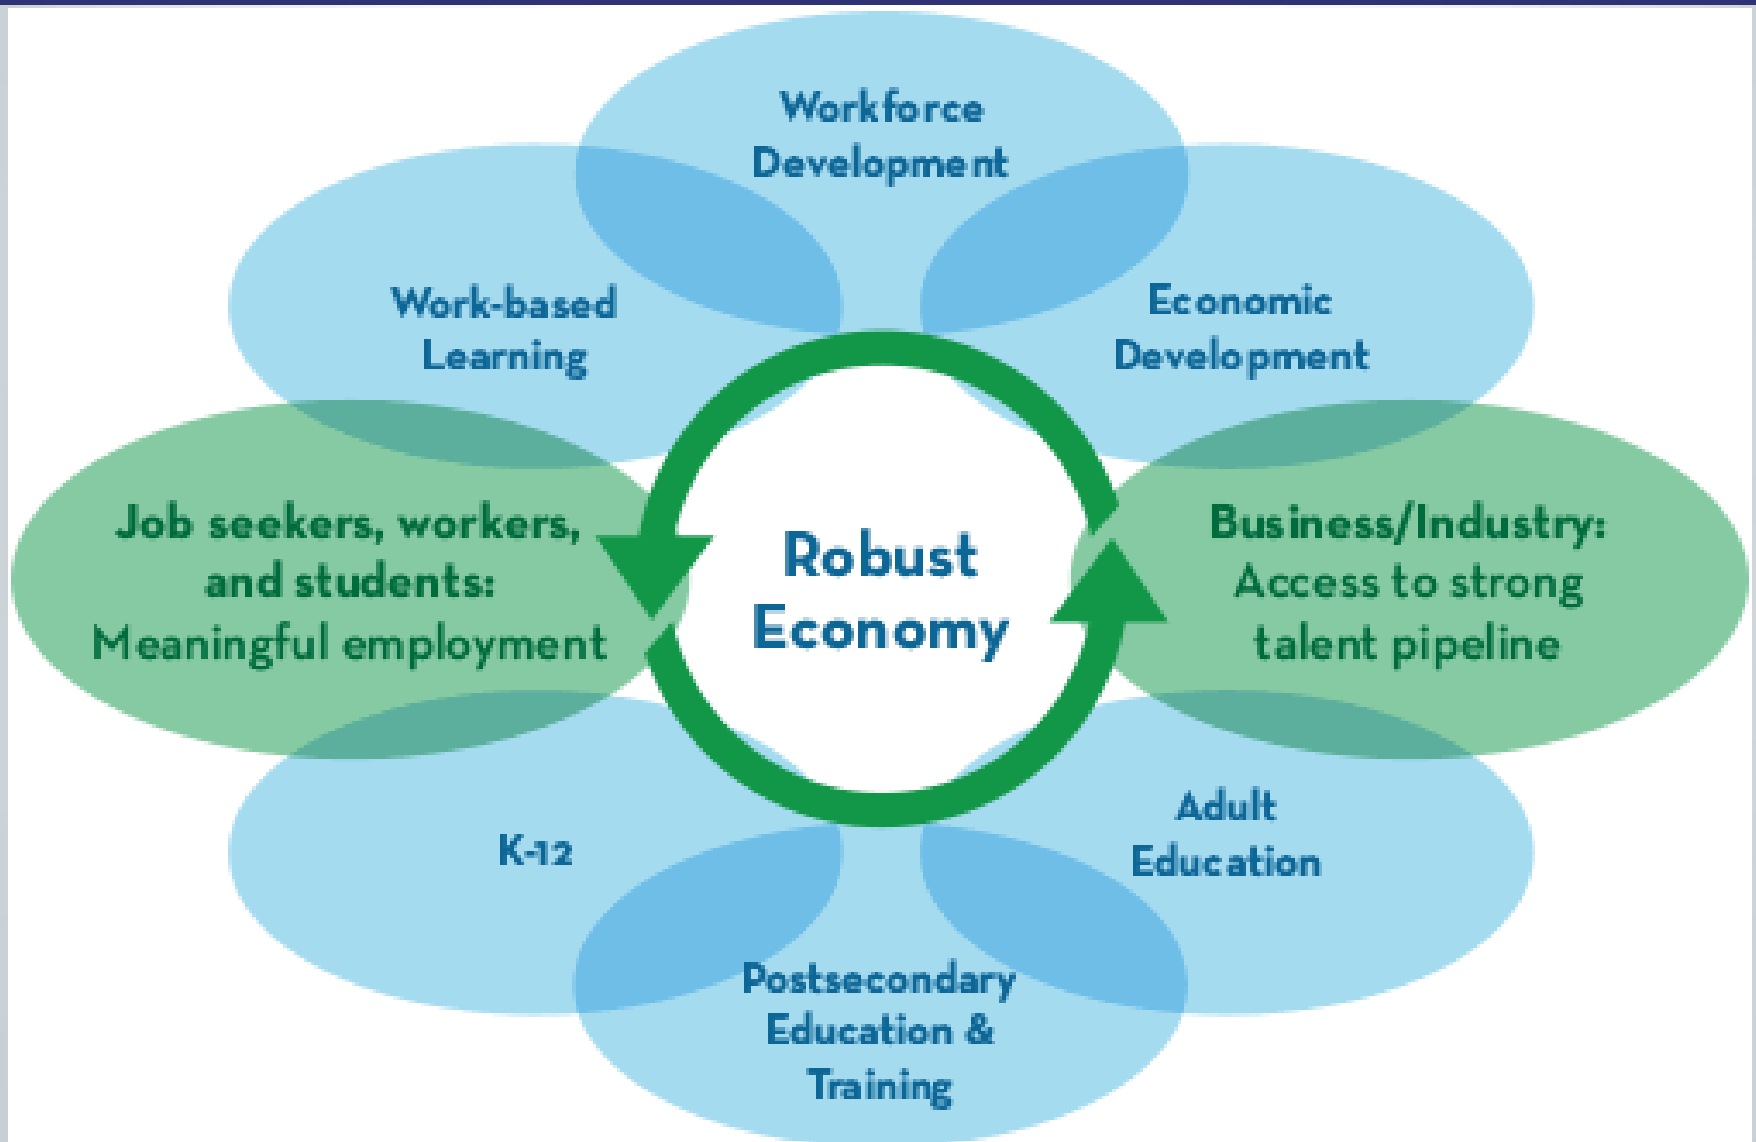 Workforce
Development
Work-based
Learning
Economic
Development
Job seekers, workers,
and students:
Meaningful employment
Robust
Economy
Business/Industry:
Access to strong
talent pipeline
K-12
Adult
Education
Postsecondary
Education &
Training